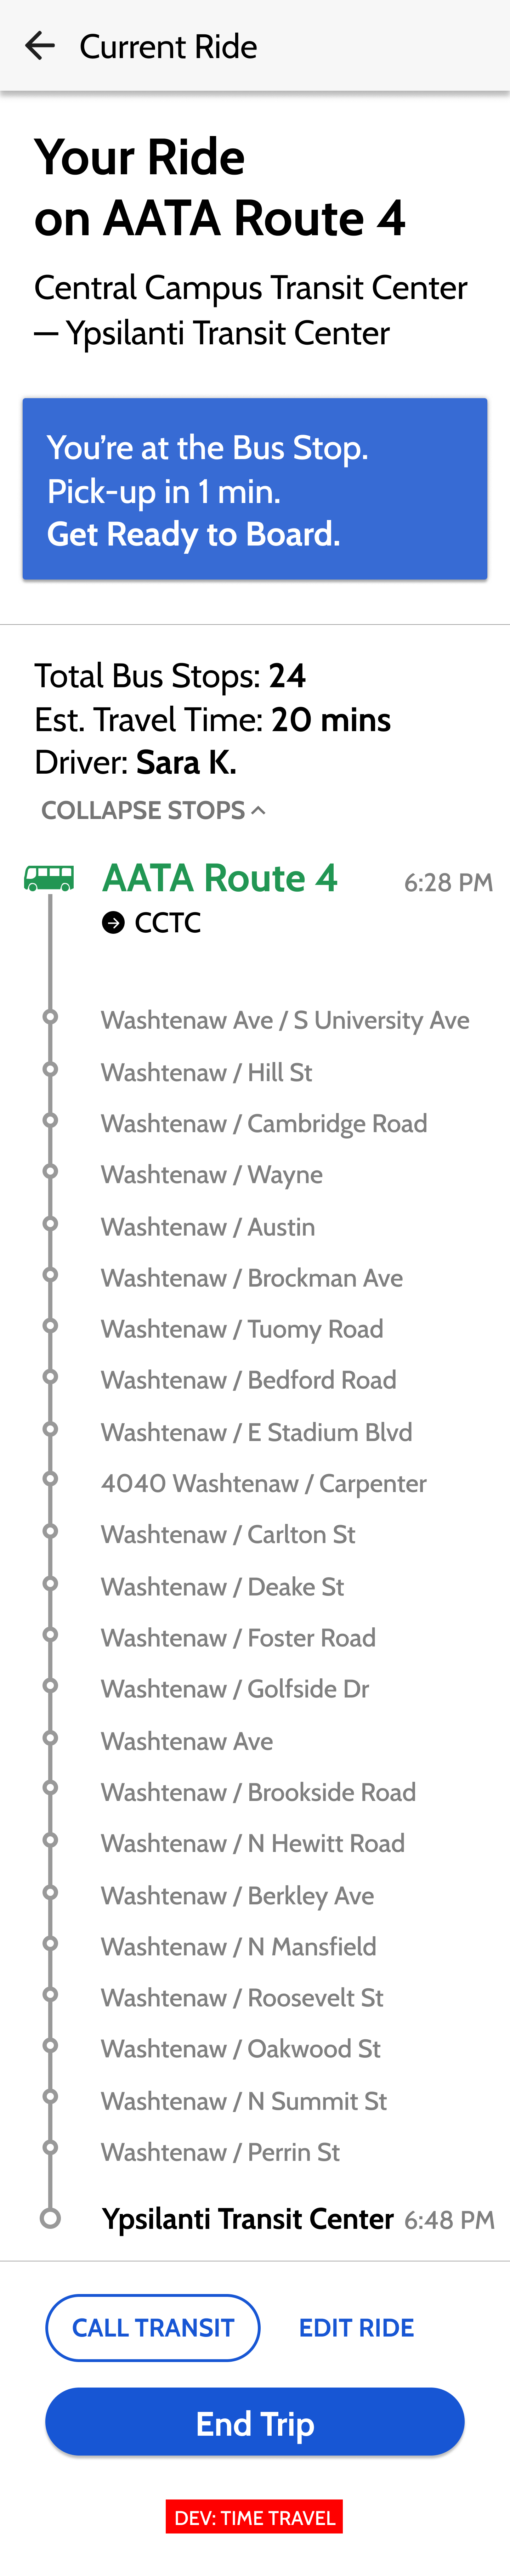 Current Ride
Your Ride
on AATA Route 4
Central Campus Transit Center
— Ypsilanti Transit Center
You’re at the Bus Stop.
Pick-up in 1 min.
Get Ready to Board.
Total Bus Stops: 24
Est. Travel Time: 20 mins
Driver: Sara K.
COLLAPSE STOPS
AATA Route 4 6:28 PM
CCTC
Washtenaw Ave / S University Ave
Washtenaw / Hill St
Washtenaw / Cambridge Road
Washtenaw / Wayne
Washtenaw / Austin
Washtenaw / Brockman Ave
Washtenaw / Tuomy Road
Washtenaw / Bedford Road
Washtenaw / E Stadium Blvd
4040 Washtenaw / Carpenter
Washtenaw / Carlton St
Washtenaw / Deake St
Washtenaw / Foster Road
Washtenaw / Golfside Dr
Washtenaw Ave
Washtenaw / Brookside Road
Washtenaw / N Hewitt Road
Washtenaw / Berkley Ave
Washtenaw / N Mansfield
Washtenaw / Roosevelt St
Washtenaw / Oakwood St
Washtenaw / N Summit St
Washtenaw / Perrin St
Ypsilanti Transit Center 6:48 PM
CALL TRANSIT EDIT RIDE
End Trip
DEV: TIME TRAVEL